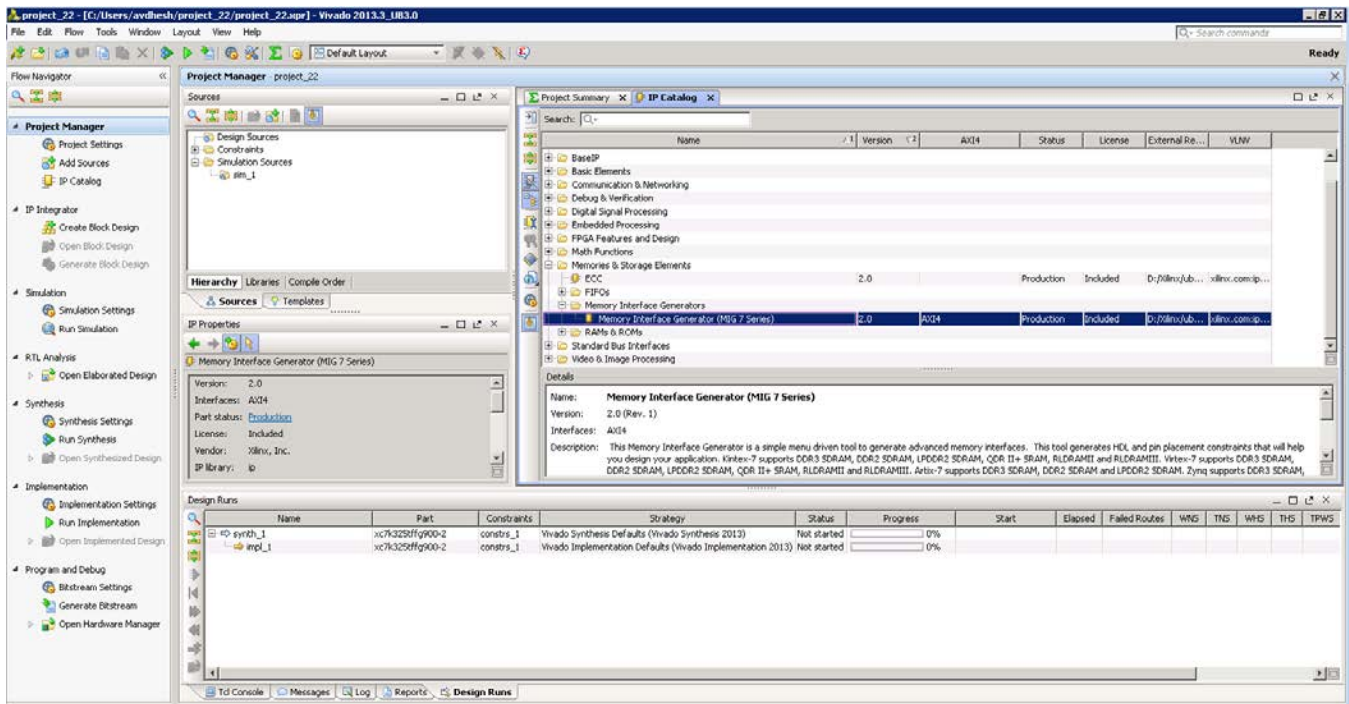 project_22 - [C:/Users/avdhesh/project_22/project_22.xpr] - Vivado 2013.3_UB3.0
File Edit Flow Tools Window Layout View Help
Q- Search commands
Default Layout
Ready
Flow Navigator
Project Manager
Project Settings
Add Sources
IP Catalog
IP Integrator
Create Block Design
Open Block Design
Generate Block Design
Simulation
Simulation Settings
Run Simulation
RTL Analysis
Open Elaborated Design
Synthesis
Synthesis Settings
Run Synthesis
Open Synthesized Design
Implementation
Implementation Settings
Run Implementation
Open Implemented Design
Program and Debug
Bitstream Settings
Generate Bitstream
Open Hardware Manager
Project Manager project_22
Sources
Design Sources
Constraints
Simulation Sources
sim_1
Hierarchy Libraries Compile Order
Sources Templates
IP Properties
Memory Interface Generator (MIG 7 Series)
Version: 2.0
Interfaces: AXI4
Part status: Production
License: Included
Vendor: Xilinx, Inc.
IP library: ip
Project Summary IP Catalog
Search: Q-
Name 1 Version 2 AXI4 Status License External Re... VLNV
BaseIP
Basic Elements
Communication & Networking
Debug & Verification
Digital Signal Processing
Embedded Processing
FPGA Features and Design
Math Functions
Memories & Storage Elements
ECC 2.0 Production Included D:/Xilinx/ub... xilinx.com:ip...
FIFOs
Memory Interface Generators
Memory Interface Generator (MIG 7 Series) 2.0 AXI4 Production Included D:/Xilinx/ub... xilinx.com:ip...
RAMs & ROMs
Standard Bus Interfaces
Video & Image Processing
Details
Name: Memory Interface Generator (MIG 7 Series)
Version: 2.0 (Rev. 1)
Interfaces: AXI4
Description: This Memory Interface Generator is a simple menu driven tool to generate advanced memory interfaces. This tool generates HDL and pin placement constraints that will help
you design your application. Kintex-7 supports DDR3 SDRAM, DDR2 SDRAM, LPDDR2 SDRAM, QDR II+ SRAM, RLDRAMII and RLDRAMIII. Virtex-7 supports DDR3 SDRAM,
DDR2 SDRAM, LPDDR2 SDRAM, QDR II+ SRAM, RLDRAMII and RLDRAMIII. Artix-7 supports DDR3 SDRAM, DDR2 SDRAM and LPDDR2 SDRAM. Zynq supports DDR3 SDRAM,
Design Runs
Name Part Constraints Strategy Status Progress Start Elapsed Failed Routes WNS TNS WHS THS TPWS
synth_1 xc7k325tffg900-2 constrs_1 Vivado Synthesis Defaults (Vivado Synthesis 2013) Not started 0%
impl_1 xc7k325tffg900-2 constrs_1 Vivado Implementation Defaults (Vivado Implementation 2013) Not started 0%
Tcl Console Messages Log Reports Design Runs